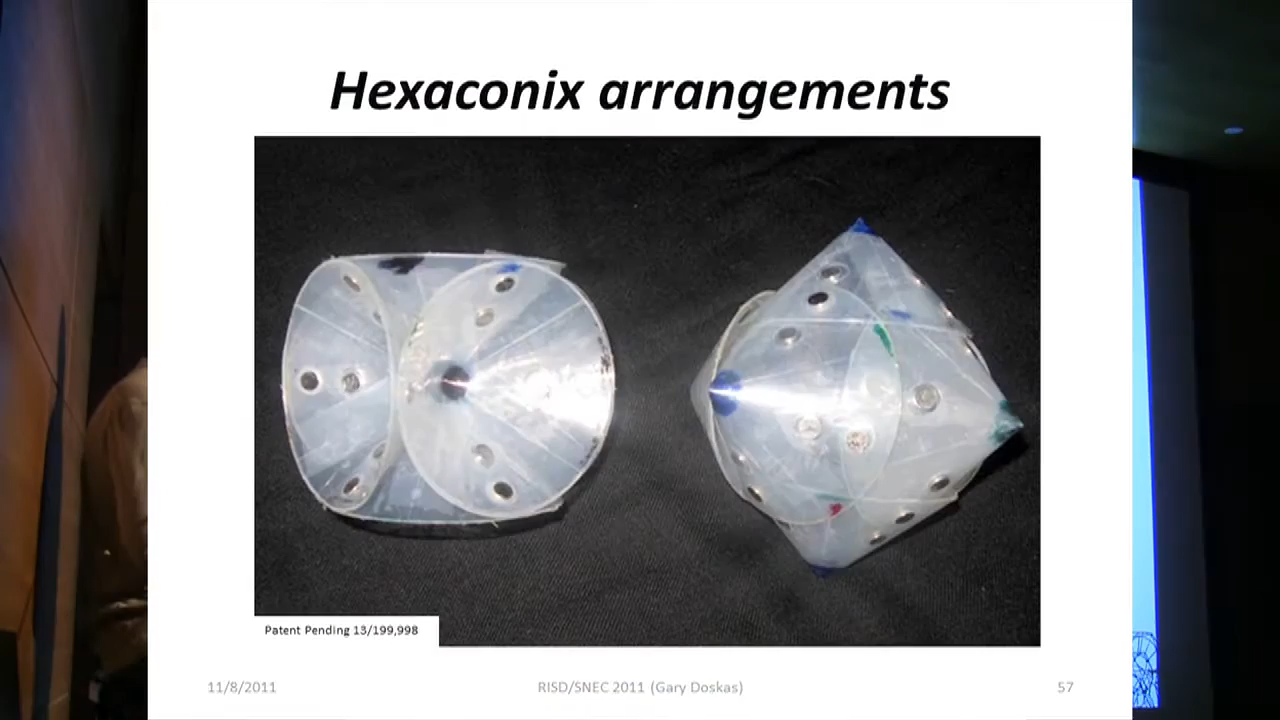 Hexaconix arrangements
Patent Pending 13/199,998
11/8/2011
RISD/SNEC 2011 (Gary Doskas)
57